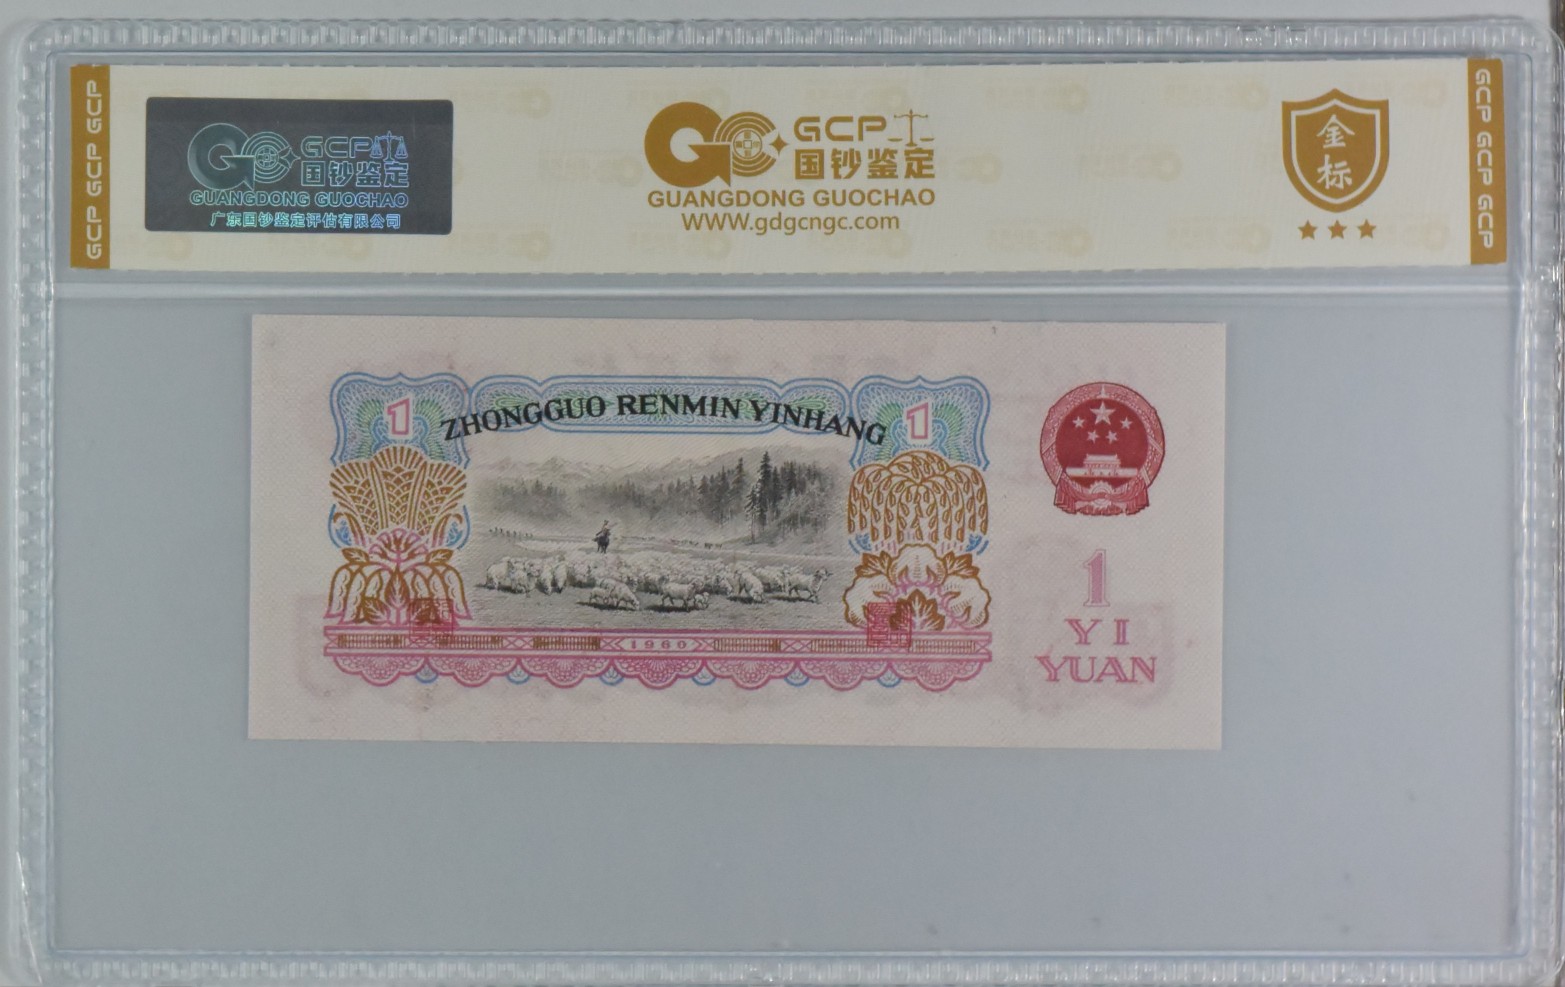 GCP GCP GCP
GC GCP
国钞鉴定
GUANGDONG GUOCHAO
广东国钞鉴定评估有限公司
GC GCP
国钞鉴定
GUANGDONG GUOCHAO
WWW.gdgcngc.com
金
标
GCP GCP GCP
1 ZHONGGUO RENMIN YINHANG 1
1960
1
YI
YUAN